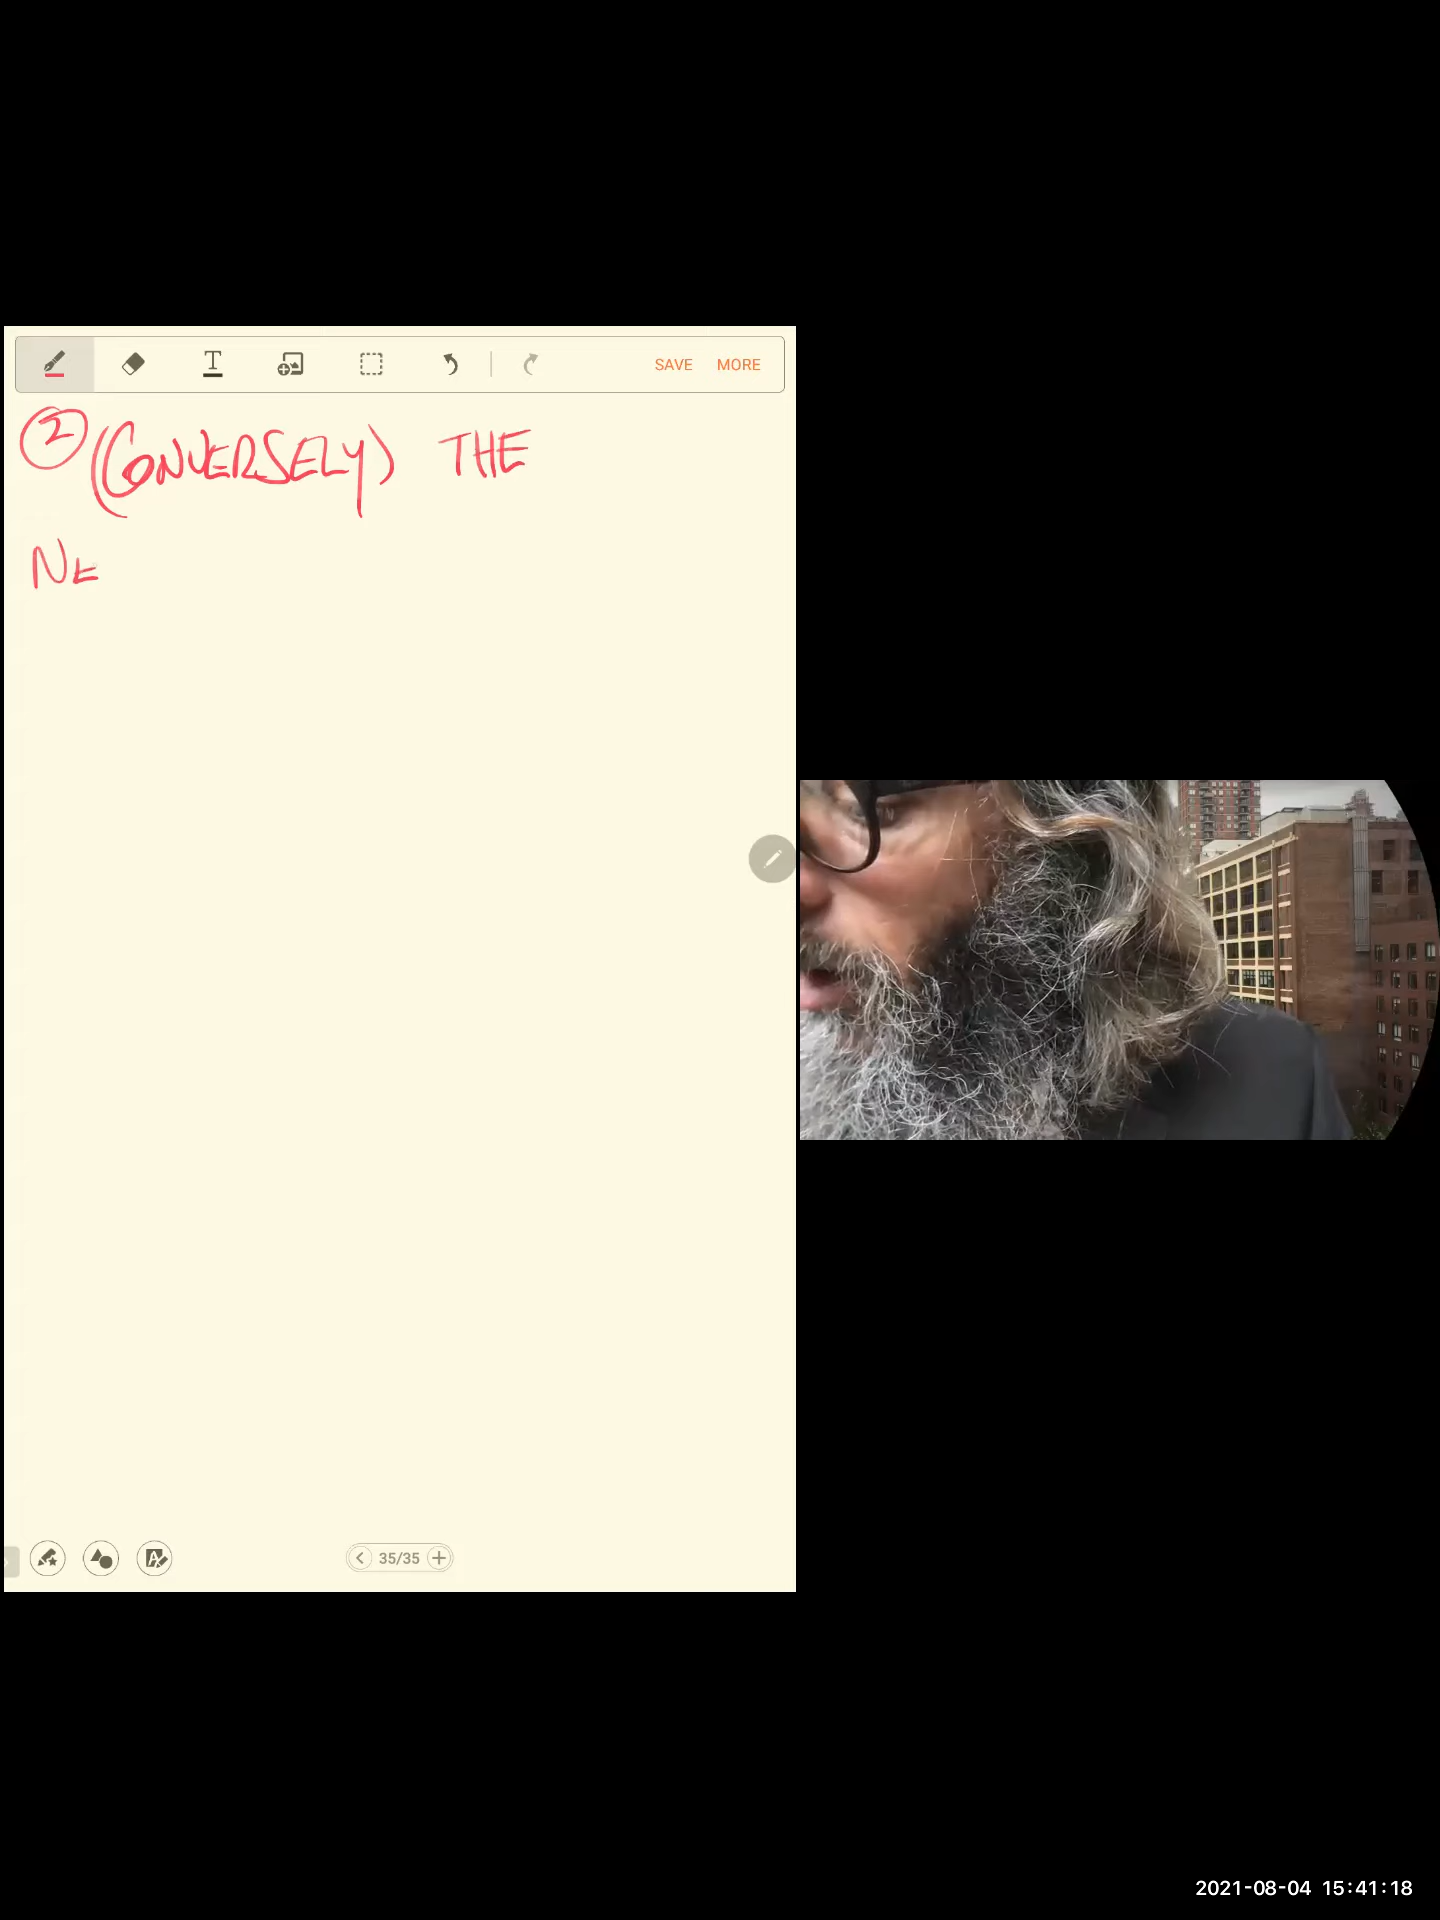 SAVE MORE
② (CONVERSELY) THE
NE
35/35
2021-08-04 15:41:18